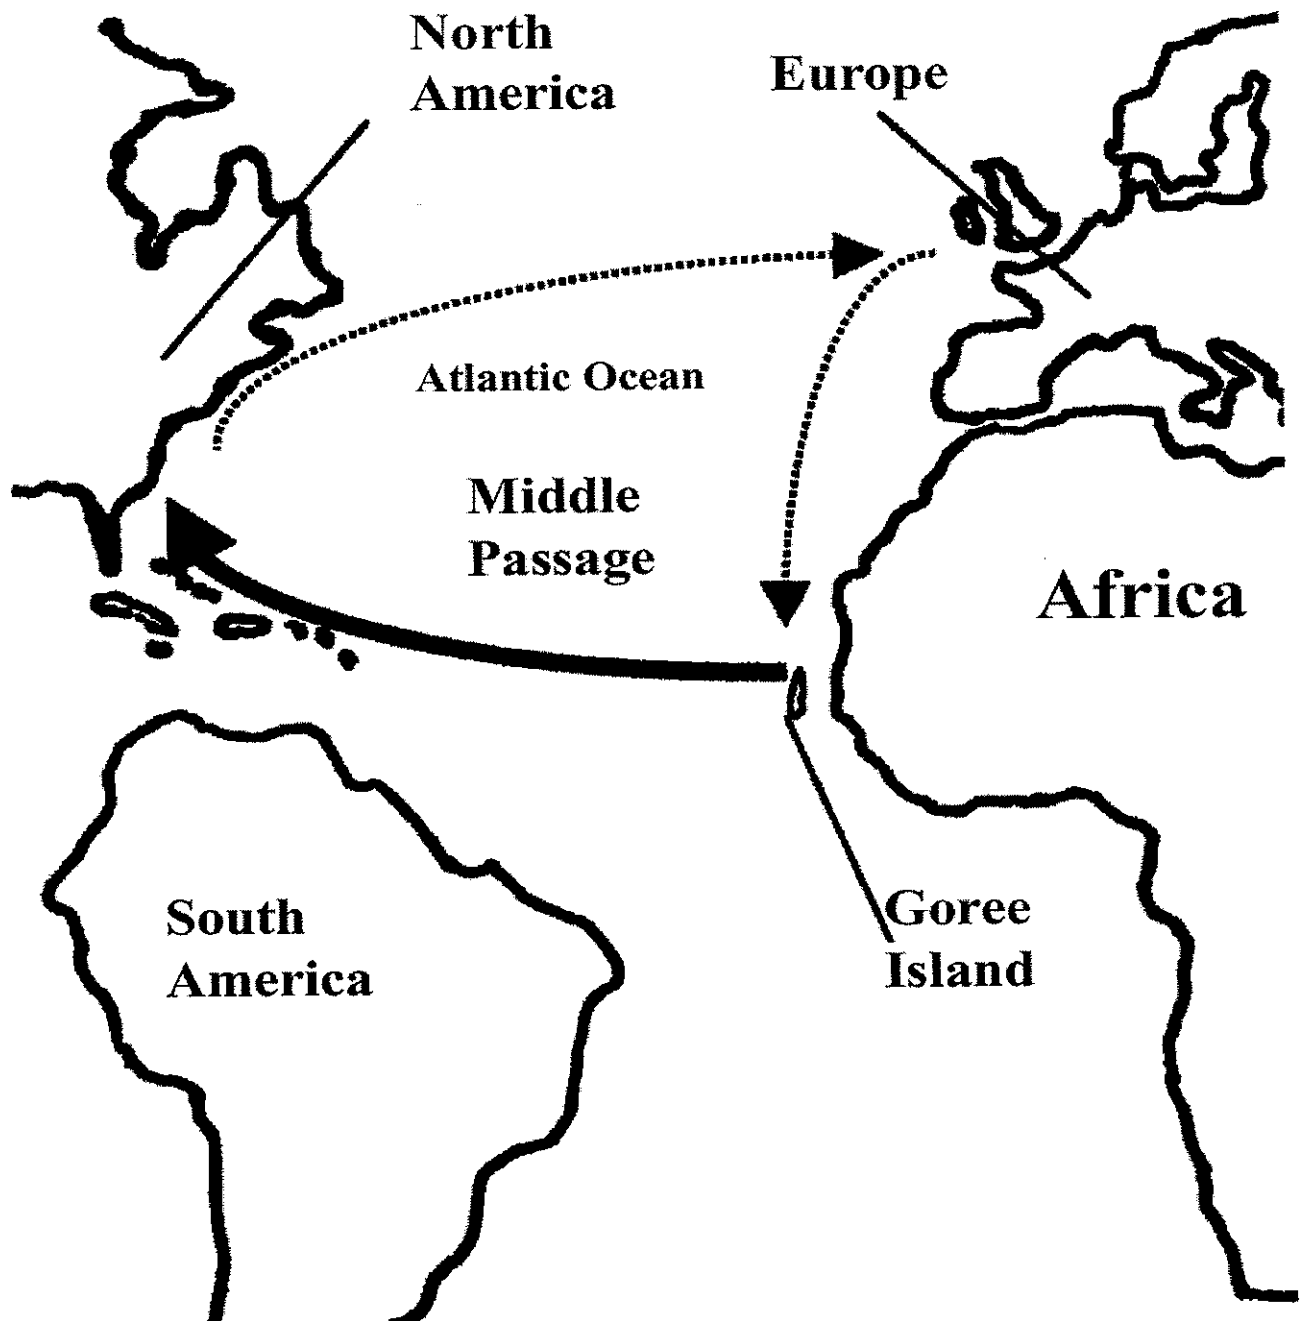 North
America
Europe
Atlantic Ocean
Middle
Passage
Africa
South
America
Goree
Island